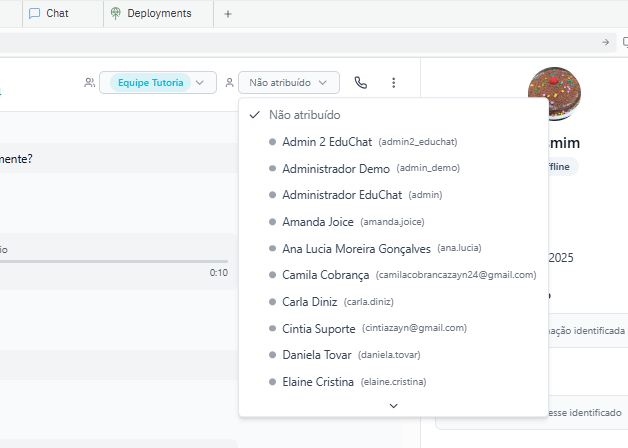 Chat
Deployments
Equipe Tutoria
Não atribuído
Não atribuído
Admin 2 EduChat (admin2_educhat)
Administrador Demo (admin_demo)
Administrador EduChat (admin)
Amanda Joice (amanda.joice)
Ana Lucia Moreira Gonçalves (ana.lucia)
Camila Cobrança (camilacobrancazayn24@gmail.com)
Carla Diniz (carla.diniz)
Cintia Suporte (cintiazayn@gmail.com)
Daniela Tovar (daniela.tovar)
Elaine Cristina (elaine.cristina)
mente?
io
0:10
smim
ffline
2025
nação identificada
esse identificado